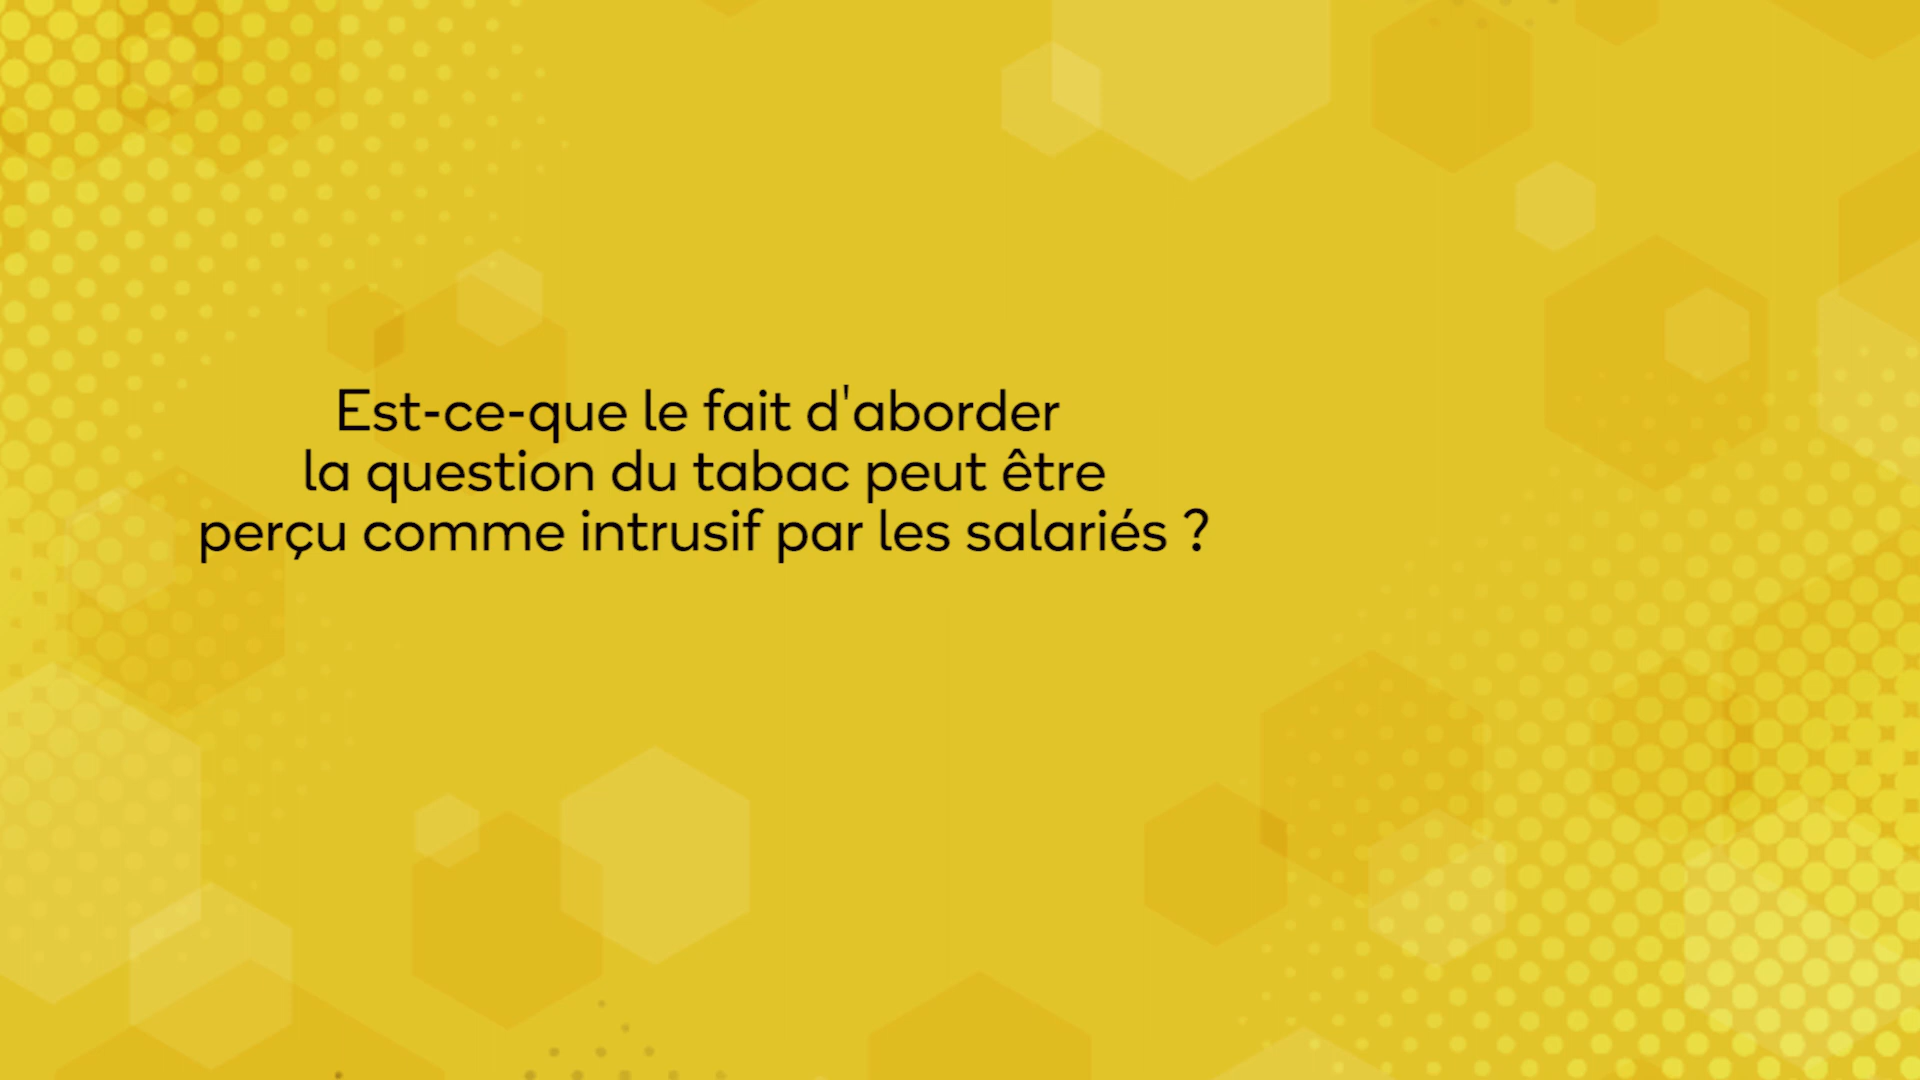 Est-ce-que le fait d'aborder
la question du tabac peut être
perçu comme intrusif par les salariés ?